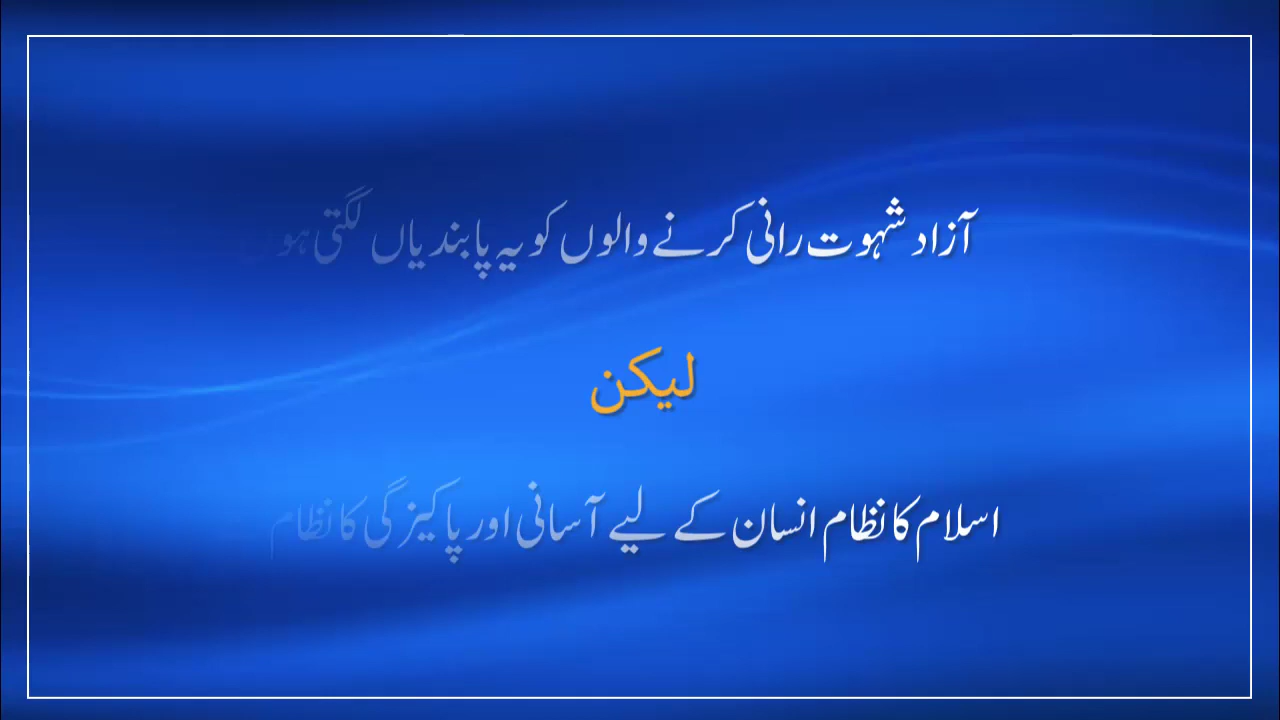 آزاد شہوت رانی کرنے والوں کو یہ پابندیاں لگتی ہوں
لیکن
اسلام کا نظام انسان کے لیے آسانی اور پاکیزگی کا نظام